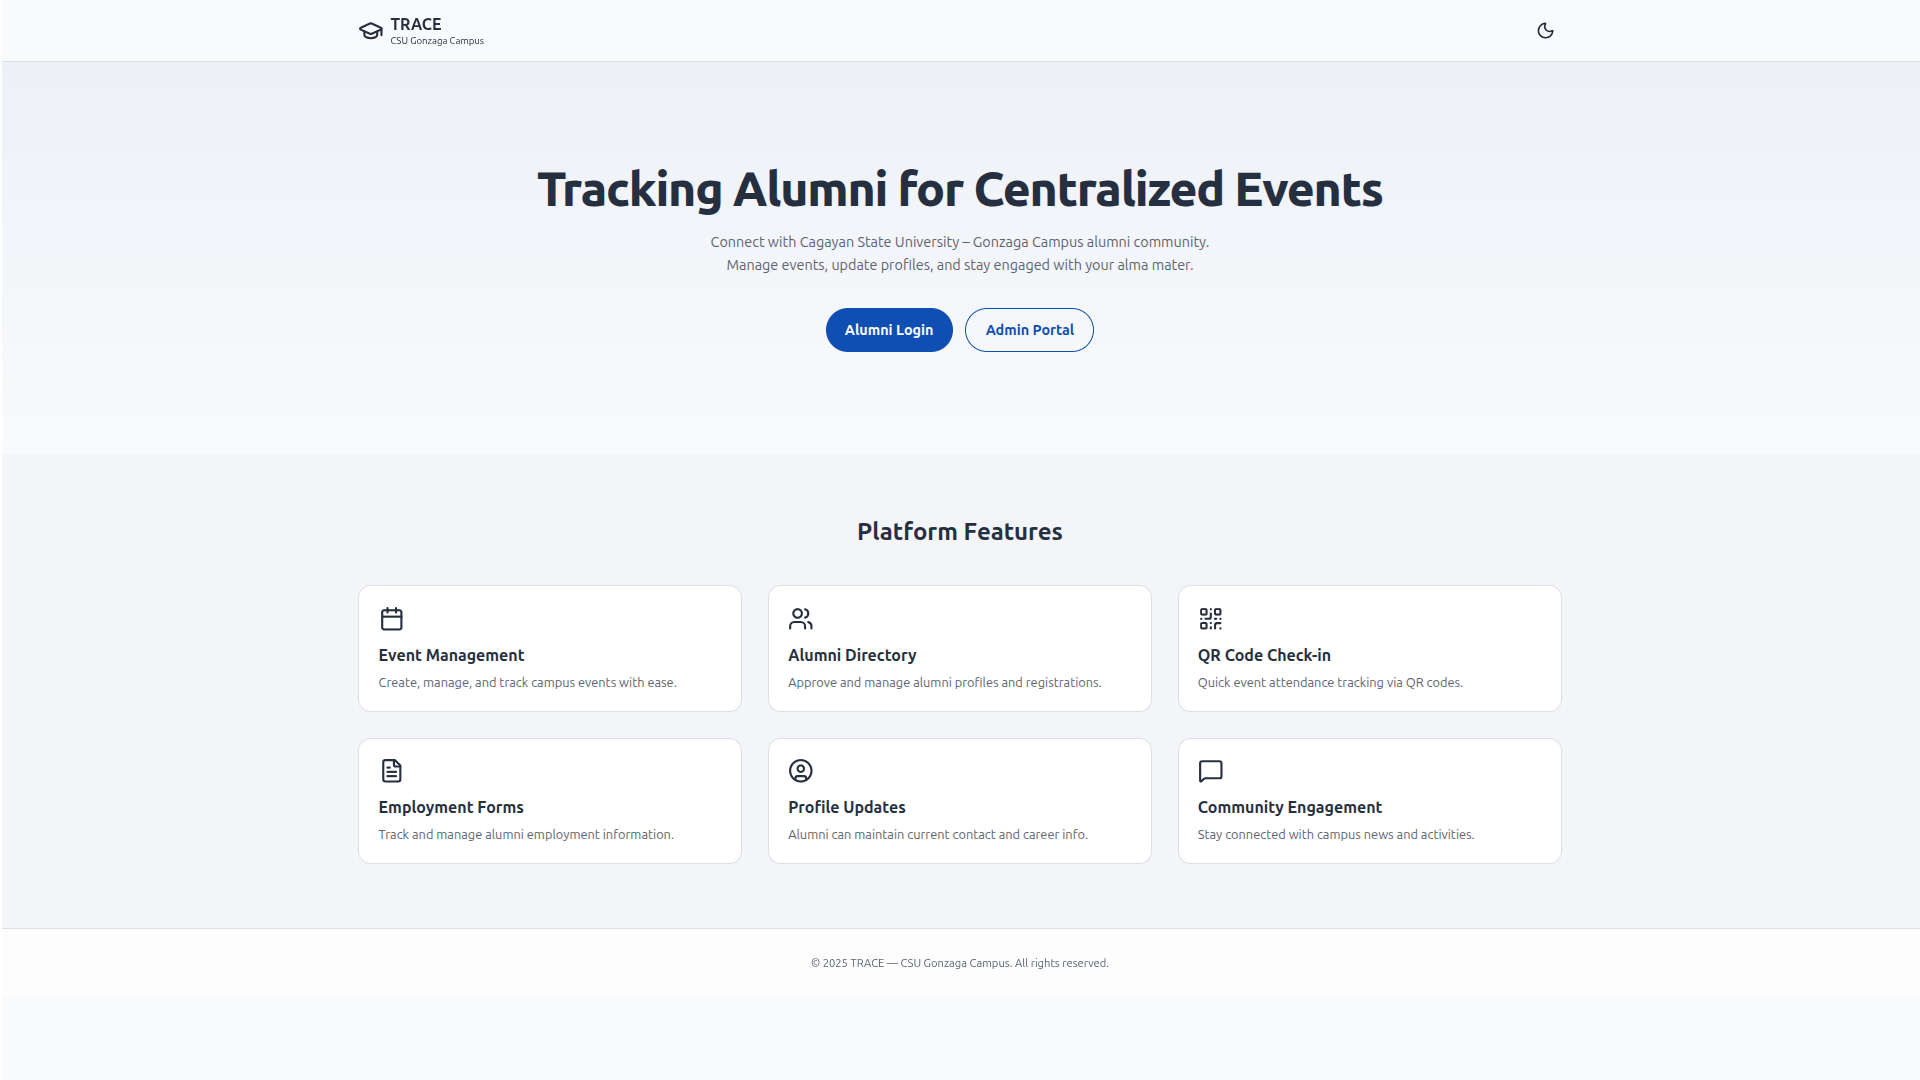 TRACE
CSU Gonzaga Campus
Tracking Alumni for Centralized Events
Connect with Cagayan State University – Gonzaga Campus alumni community.
Manage events, update profiles, and stay engaged with your alma mater.
Alumni Login
Admin Portal
Platform Features
Event Management
Create, manage, and track campus events with ease.
Alumni Directory
Approve and manage alumni profiles and registrations.
QR Code Check-in
Quick event attendance tracking via QR codes.
Employment Forms
Track and manage alumni employment information.
Profile Updates
Alumni can maintain current contact and career info.
Community Engagement
Stay connected with campus news and activities.
© 2025 TRACE — CSU Gonzaga Campus. All rights reserved.